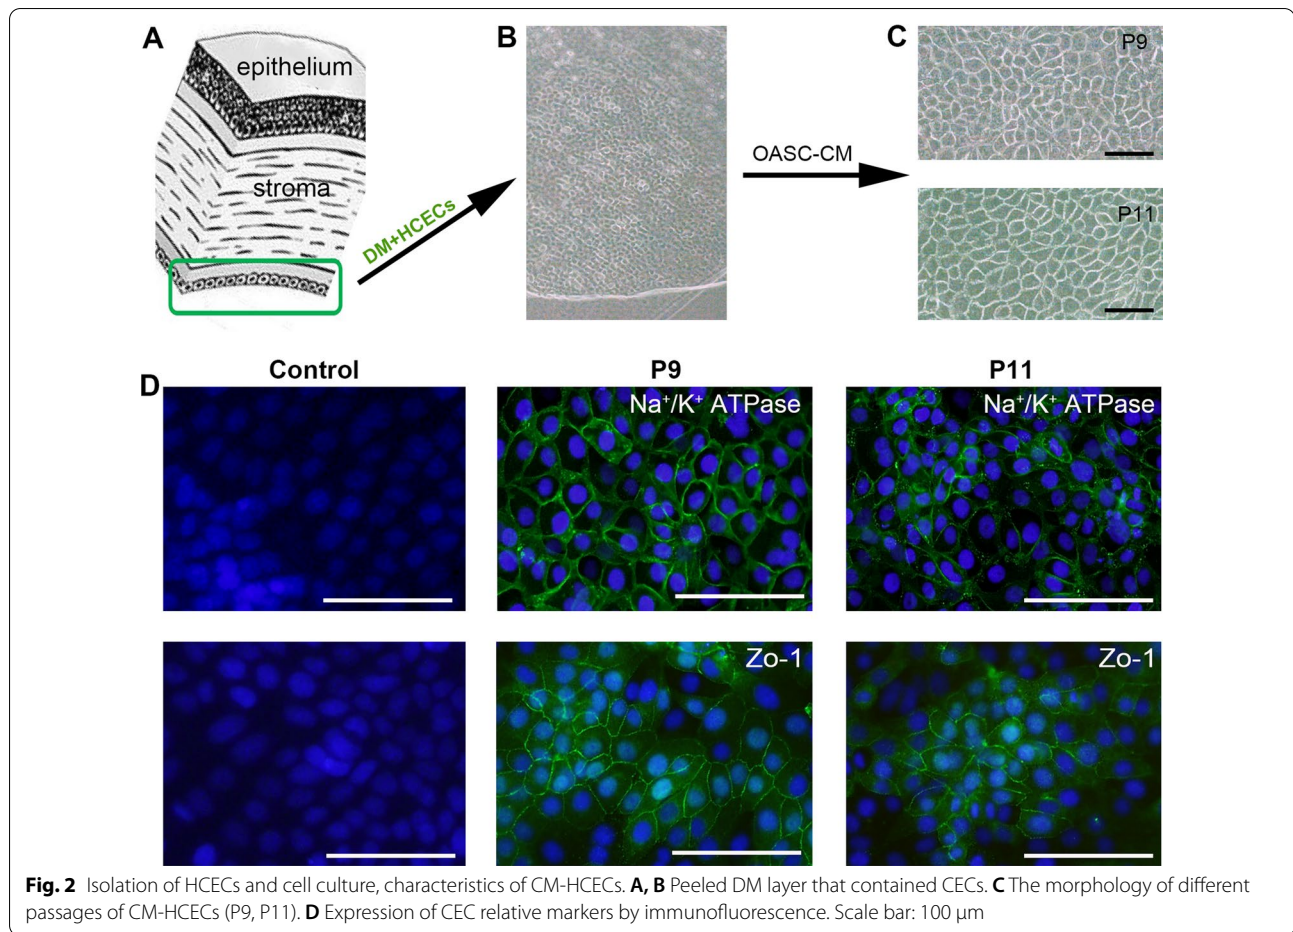 A
epithelium
stroma
DM+HCECs
B
OASC-CM
C
P9
P11
Control
P9
P11
D
Na⁺/K⁺ ATPase
Na⁺/K⁺ ATPase
Zo-1
Zo-1
Fig. 2 Isolation of HCECs and cell culture, characteristics of CM-HCECs. A, B Peeled DM layer that contained CECs. C The morphology of different
passages of CM-HCECs (P9, P11). D Expression of CEC relative markers by immunofluorescence. Scale bar: 100 μm